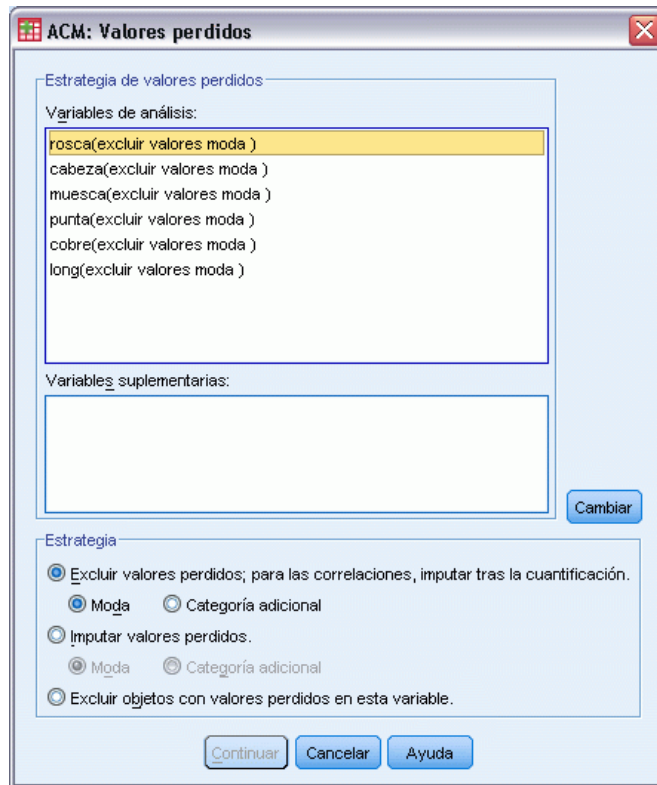 ACM: Valores perdidos
Estrategia de valores perdidos
Variables de análisis:
rosca(excluir valores moda )
cabeza(excluir valores moda )
muesca(excluir valores moda )
punta(excluir valores moda )
cobre(excluir valores moda )
long(excluir valores moda )
Variables suplementarias:
Cambiar
Estrategia
Excluir valores perdidos; para las correlaciones, imputar tras la cuantificación.
Moda Categoría adicional
Imputar valores perdidos.
Moda Categoría adicional
Excluir objetos con valores perdidos en esta variable.
Continuar Cancelar Ayuda